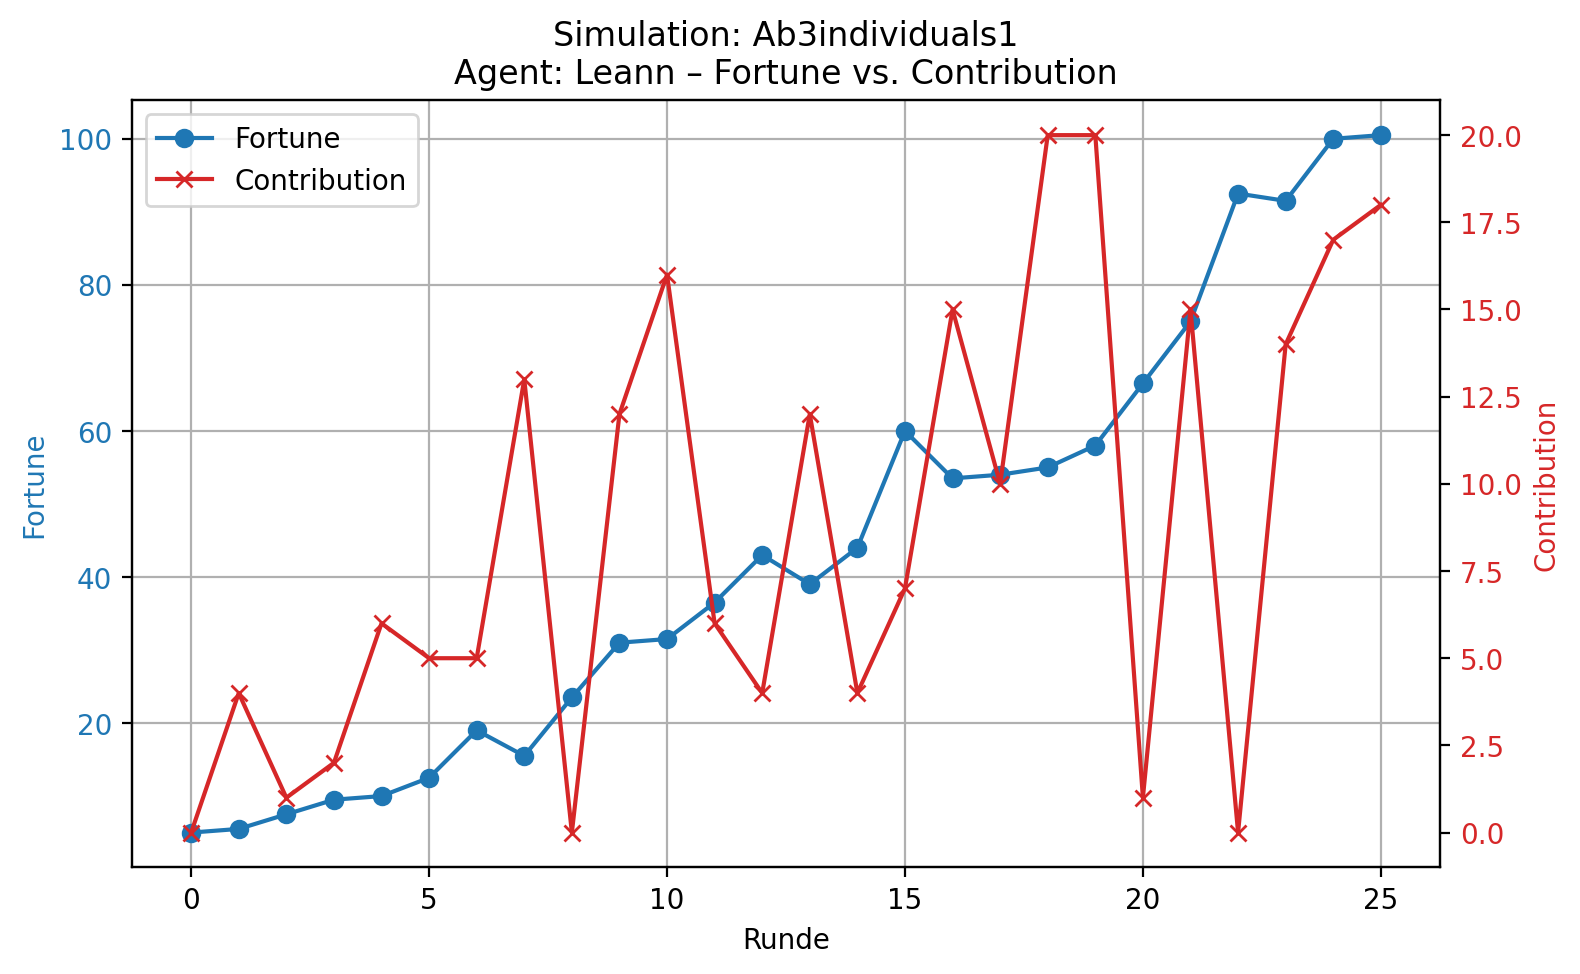 Simulation: Ab3individuals1
Agent: Leann – Fortune vs. Contribution
Fortune
Contribution
100
80
60
40
20
Fortune
20.0
17.5
15.0
12.5
10.0
7.5
5.0
2.5
0.0
Contribution
0 5 10 15 20 25
Runde